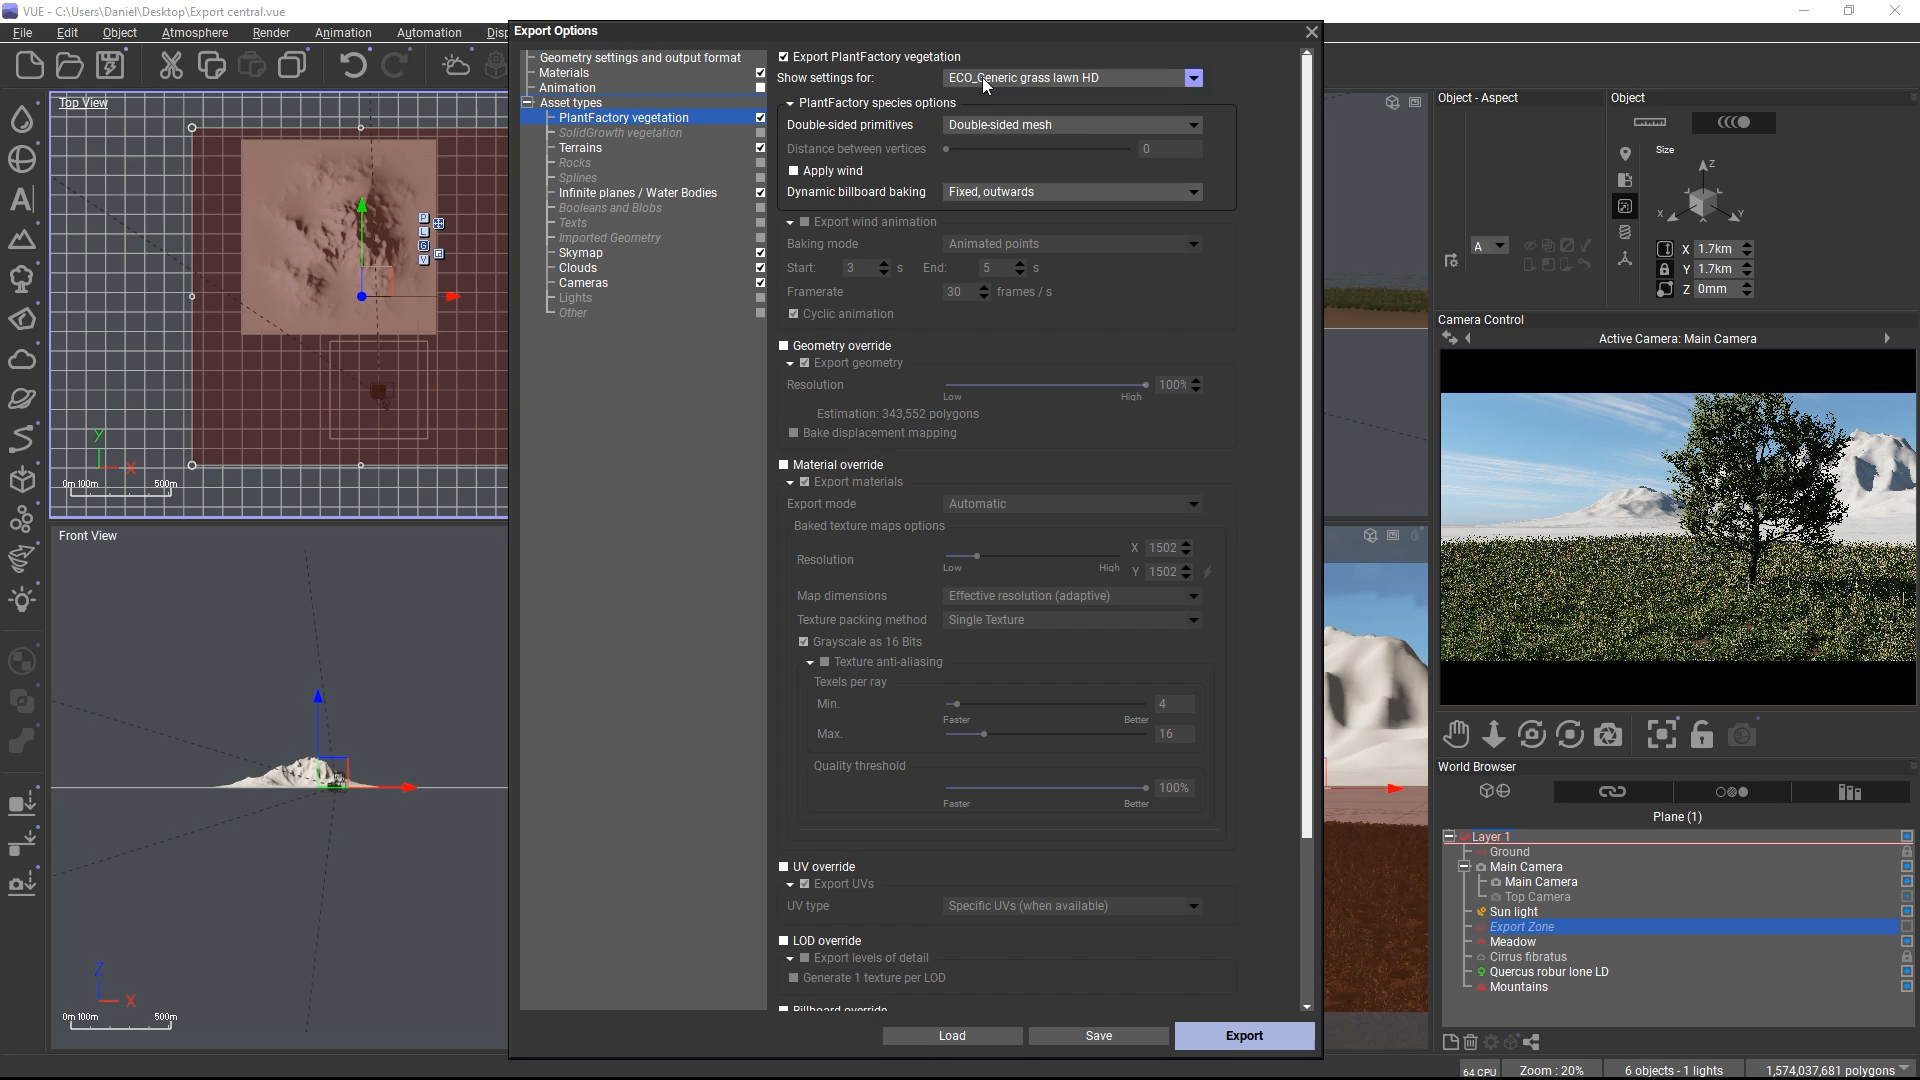 VUE - C:\Users\Daniel\Desktop\Export central.vue
File Edit Object Atmosphere Render Animation Automation Disp
Export Options
Top View
0m 100m 500m
Y
X
Front View
Z
X
0m 100m 500m
Geometry settings and output format
Materials
Animation
Asset types
PlantFactory vegetation
SolidGrowth vegetation
Terrains
Rocks
Splines
Infinite planes / Water Bodies
Booleans and Blobs
Texts
Imported Geometry
Skymap
Clouds
Cameras
Lights
Other
Export PlantFactory vegetation
Show settings for: ECO_Generic grass lawn HD
PlantFactory species options
Double-sided primitives Double-sided mesh
Distance between vertices 0
Apply wind
Dynamic billboard baking Fixed, outwards
Export wind animation
Baking mode Animated points
Start: 3 s End: 5 s
Framerate 30 frames / s
Cyclic animation
Geometry override
Export geometry
Resolution 100%
Low High
Estimation: 343,552 polygons
Bake displacement mapping
Material override
Export materials
Export mode Automatic
Baked texture maps options
Resolution X 1502
Low High Y 1502
Map dimensions Effective resolution (adaptive)
Texture packing method Single Texture
Grayscale as 16 Bits
Texture anti-aliasing
Texels per ray
Min. 4
Faster Better
Max. 16
Quality threshold
100%
Faster Better
UV override
Export UVs
UV type Specific UVs (when available)
LOD override
Export levels of detail
Generate 1 texture per LOD
Load Save Export
Object - Aspect
Object
Size
Z
X Y
A
X 1.7km
Y 1.7km
Z 0mm
Camera Control
Active Camera: Main Camera
World Browser
Plane (1)
Layer 1
Ground
Main Camera
Main Camera
Top Camera
Sun light
Export Zone
Meadow
Cirrus fibratus
Quercus robur lone LD
Mountains
64 CPU Zoom : 20% 6 objects - 1 lights 1,574,037,681 polygons